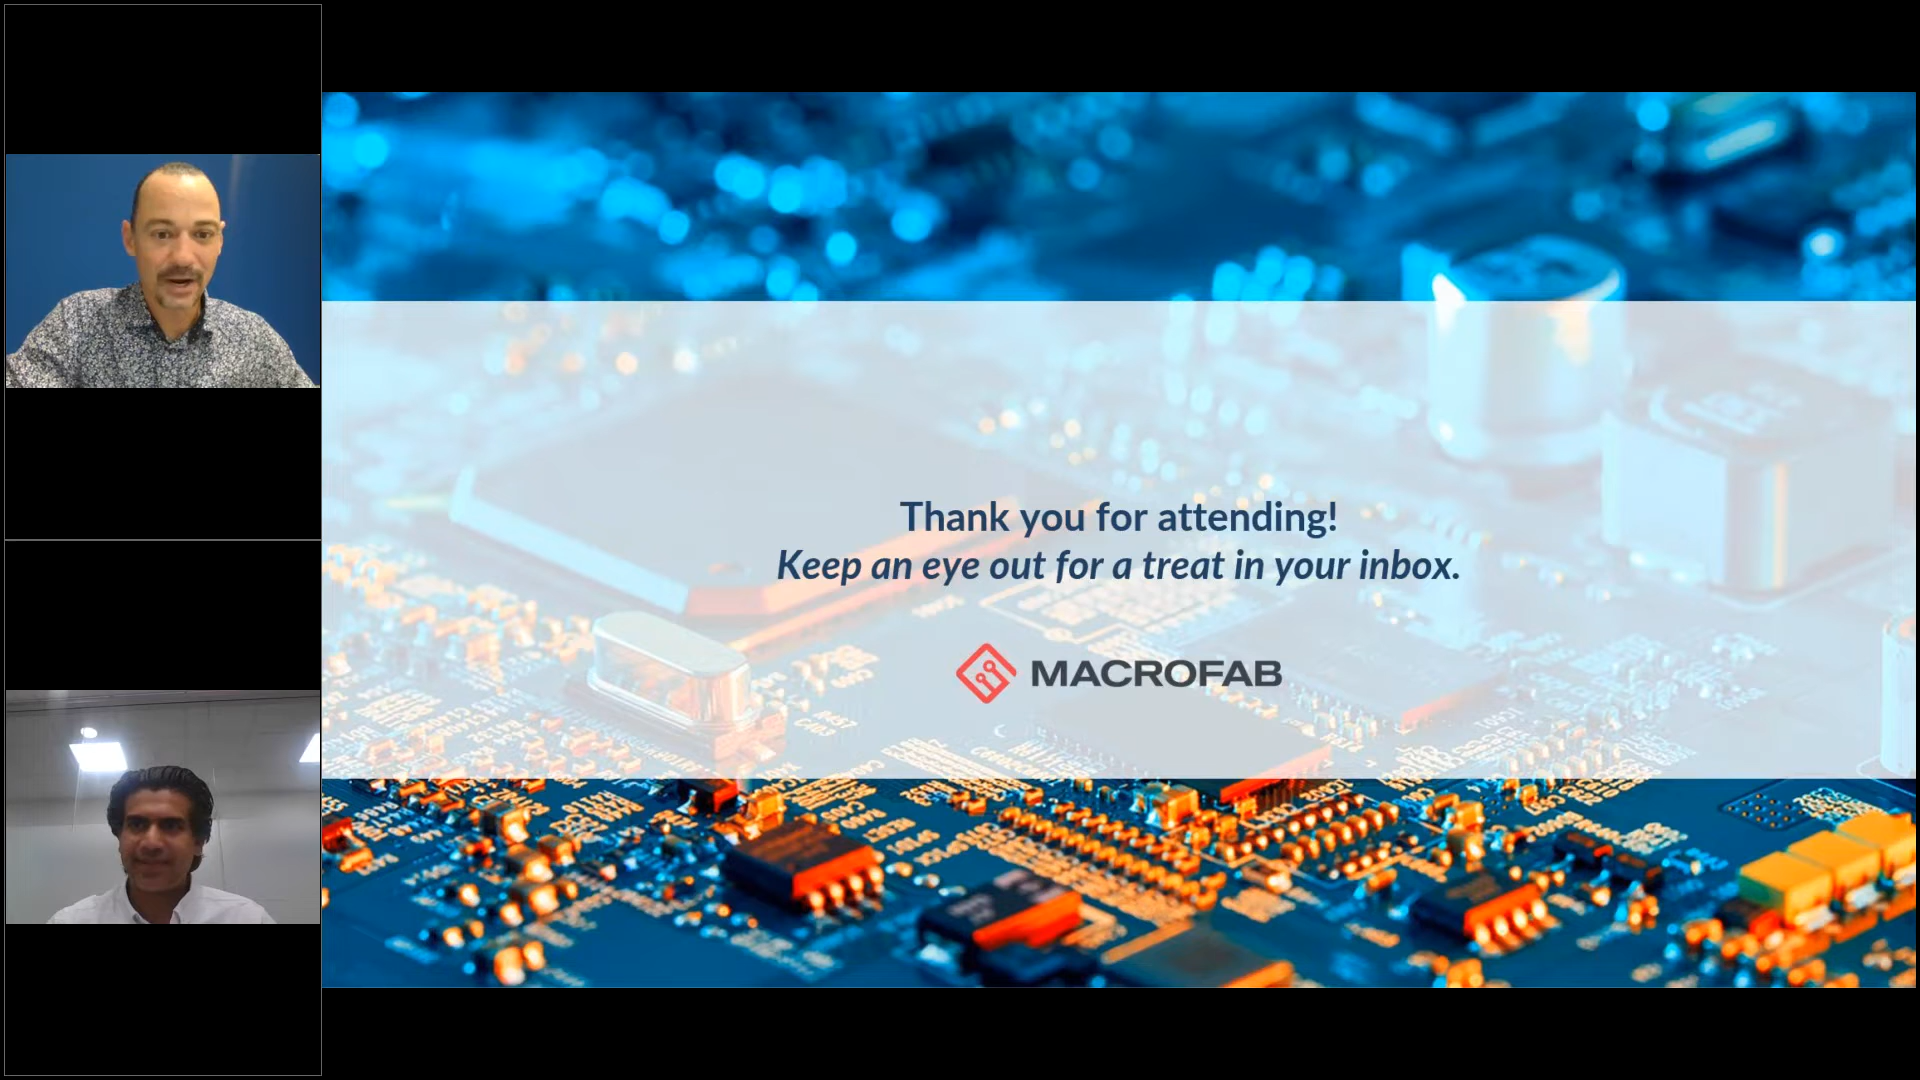 Thank you for attending!
Keep an eye out for a treat in your inbox.
MACROFAB